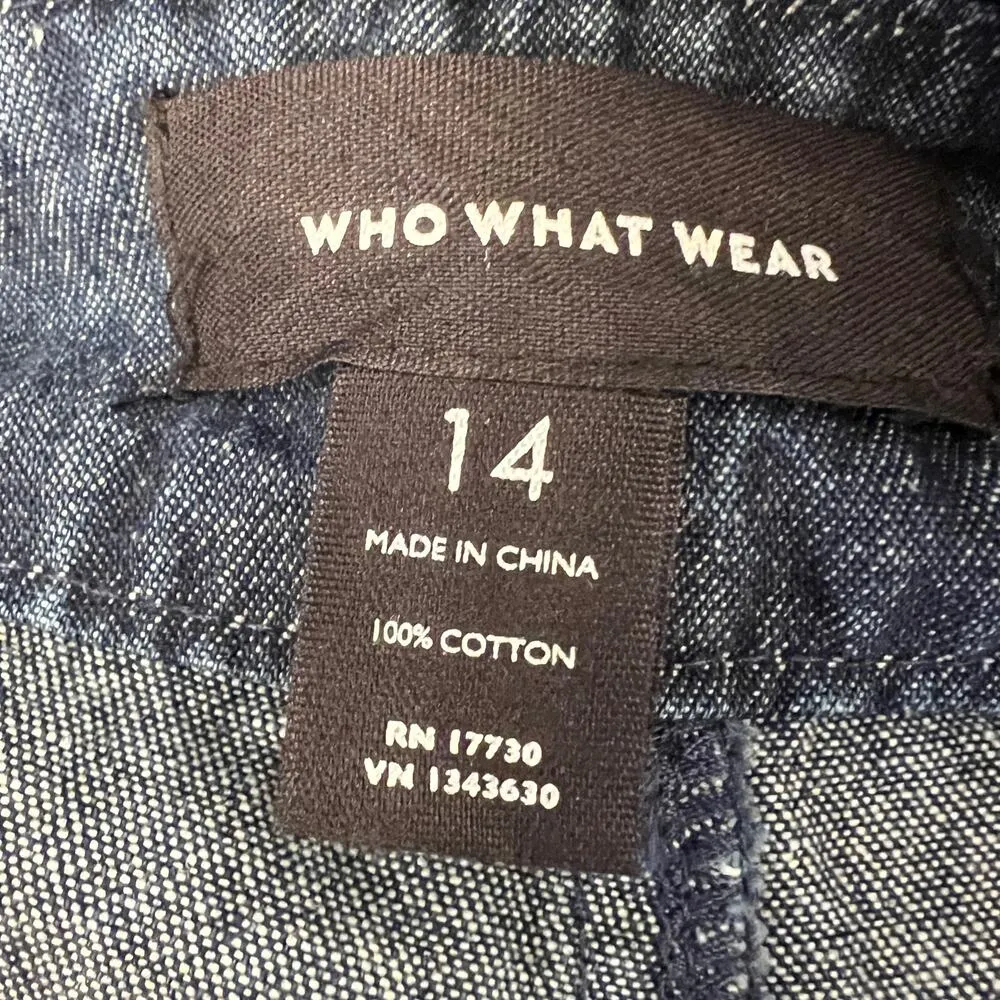 WHO WHAT WEAR
14
MADE IN CHINA
100% COTTON
RN 17730
VN 1343630